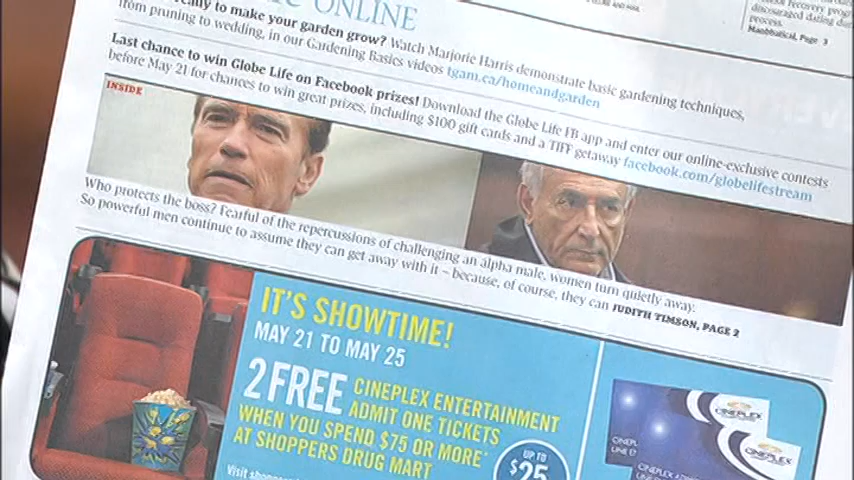 ONLINE
really to make your garden grow? Watch Marjorie Harris demonstrate basic gardening techniques,
from pruning to wedding, in our Gardening Basics videos tgam.ca/homeandgarden
Last chance to win Globe Life on Facebook prizes! Download the Globe Life FB app and enter our online-exclusive contests
before May 21 for chances to win great prizes, including $100 gift cards and a TIFF getaway facebook.com/globelifestream
discouraged dating
process.
Page 3
INSIDE
Who protects the boss? Fearful of the repercussions of challenging an alpha male, women turn quietly away.
So powerful men continue to assume they can get away with it – because, of course, they can JUDITH TIMSON, PAGE 2
IT'S SHOWTIME!
MAY 21 TO MAY 25
2 FREE CINEPLEX ENTERTAINMENT
ADMIT ONE TICKETS
WHEN YOU SPEND $75 OR MORE*
AT SHOPPERS DRUG MART
Visit
UP TO
$25
CINEPLEX
CINEPLEX